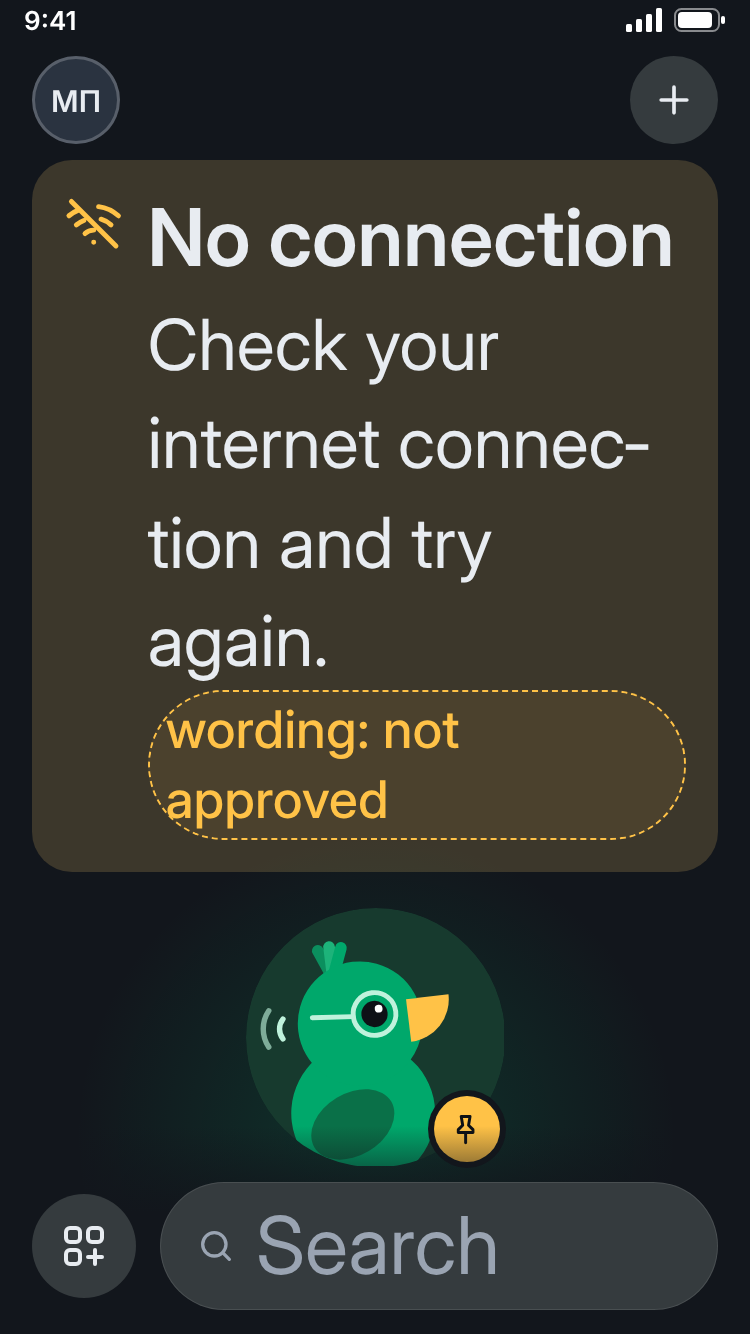 9:41
МП
No connection
Check your
internet connec-
tion and try
again.
wording: not
approved
Search